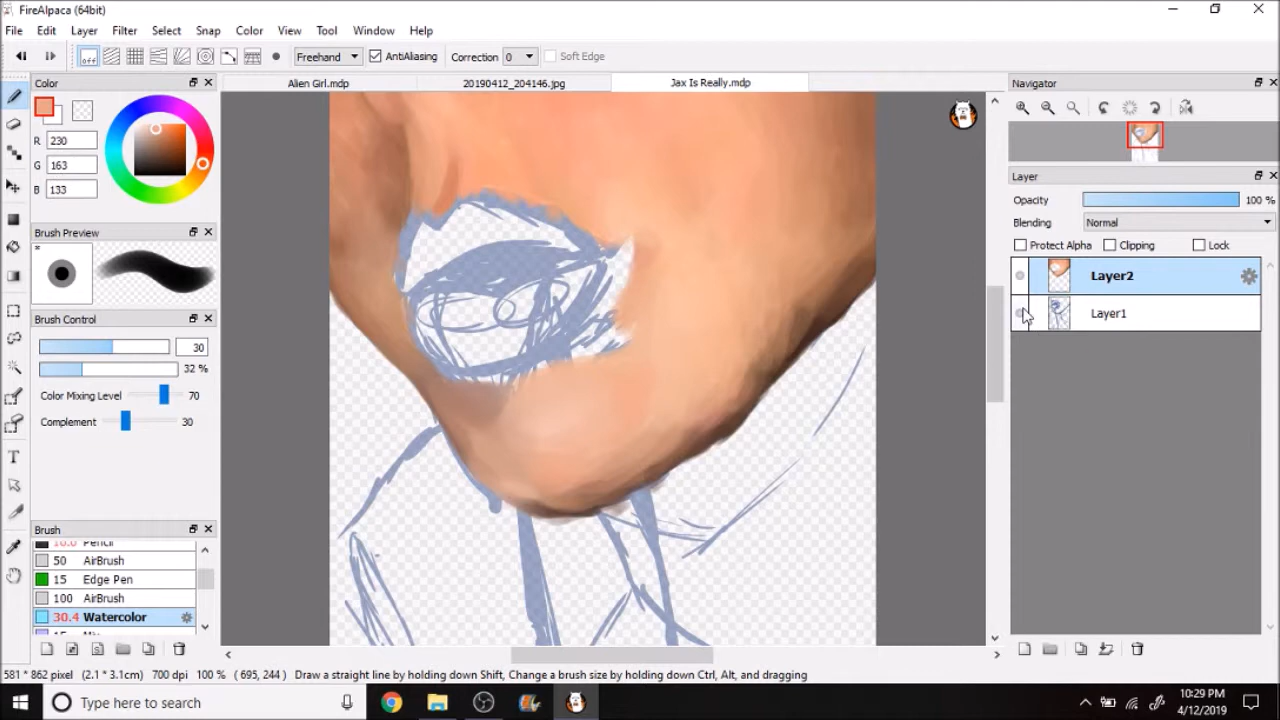 FireAlpaca (64bit)
File Edit Layer Filter Select Snap Color View Tool Window Help
off Freehand AntiAliasing Correction 0 Soft Edge
Color
Alien Girl.mdp 20190412_204146.jpg Jax Is Really.mdp
Navigator
R 230
G 163
B 133
Layer
Opacity 100 %
Blending Normal
Brush Preview
Protect Alpha Clipping Lock
*
Layer2
Layer1
Brush Control
30
32 %
Color Mixing Level 70
Complement 30
Brush
10.0 Pencil
50 AirBrush
15 Edge Pen
100 AirBrush
30.4 Watercolor
581 * 862 pixel (2.1 * 3.1cm) 700 dpi 100 % ( 695, 244 ) Draw a straight line by holding down Shift, Change a brush size by holding down Ctrl, Alt, and dragging
Type here to search
10:29 PM
4/12/2019